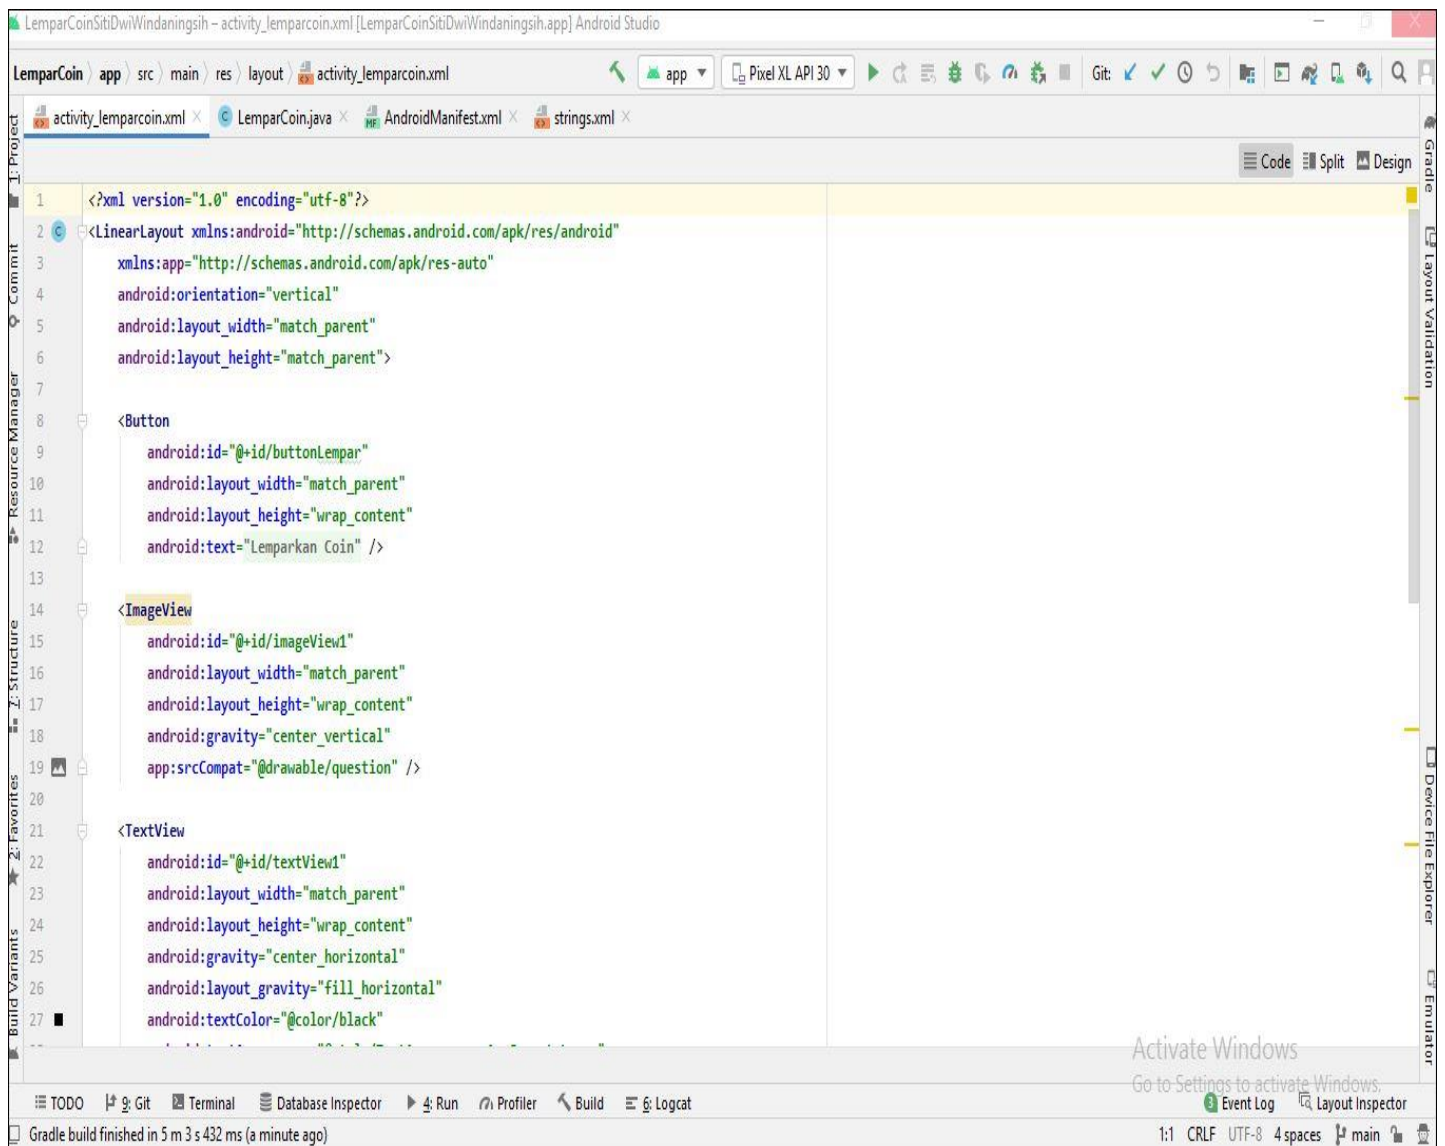 LemparCoinSitiDwiWindaningsih – activity_lemparcoin.xml [LemparCoinSitiDwiWindaningsih.app] Android Studio
LemparCoin app src main res layout activity_lemparcoin.xml app Pixel XL API 30 Git:
activity_lemparcoin.xml LemparCoin.java AndroidManifest.xml strings.xml
Code Split Design
1 <?xml version="1.0" encoding="utf-8"?>
2 <LinearLayout xmlns:android="http://schemas.android.com/apk/res/android"
3 xmlns:app="http://schemas.android.com/apk/res-auto"
4 android:orientation="vertical"
5 android:layout_width="match_parent"
6 android:layout_height="match_parent">
7
8 <Button
9 android:id="@+id/buttonLempar"
10 android:layout_width="match_parent"
11 android:layout_height="wrap_content"
12 android:text="Lemparkan Coin" />
13
14 <ImageView
15 android:id="@+id/imageView1"
16 android:layout_width="match_parent"
17 android:layout_height="wrap_content"
18 android:gravity="center_vertical"
19 app:srcCompat="@drawable/question" />
20
21 <TextView
22 android:id="@+id/textView1"
23 android:layout_width="match_parent"
24 android:layout_height="wrap_content"
25 android:gravity="center_horizontal"
26 android:layout_gravity="fill_horizontal"
27 android:textColor="@color/black"
1: Project
Commit
Resource Manager
7: Structure
2: Favorites
Build Variants
Gradle
Layout Validation
Device File Explorer
Emulator
Activate Windows
Go to Settings to activate Windows.
TODO 9: Git Terminal Database Inspector 4: Run Profiler Build 6: Logcat 3 Event Log Layout Inspector
Gradle build finished in 5 m 3 s 432 ms (a minute ago) 1:1 CRLF UTF-8 4 spaces main